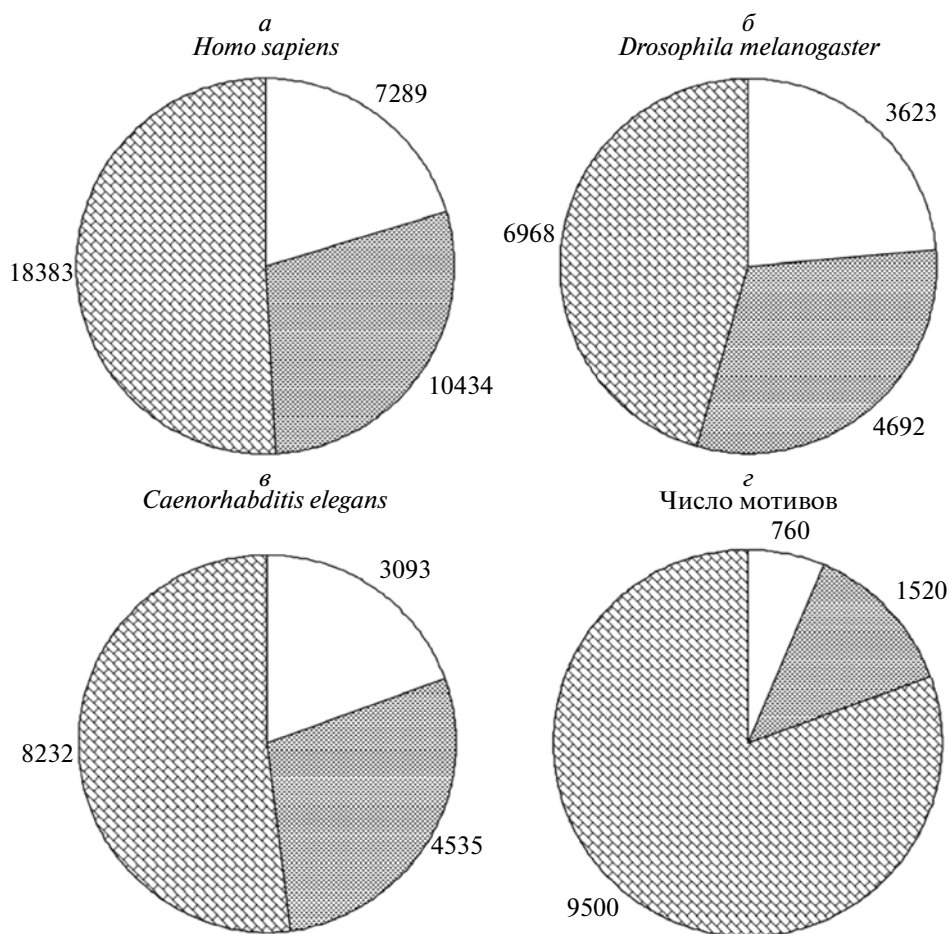 а
Homo sapiens
7289
18383
10434
б
Drosophila melanogaster
3623
6968
4692
в
Caenorhabditis elegans
3093
8232
4535
г
Число мотивов
760
1520
9500